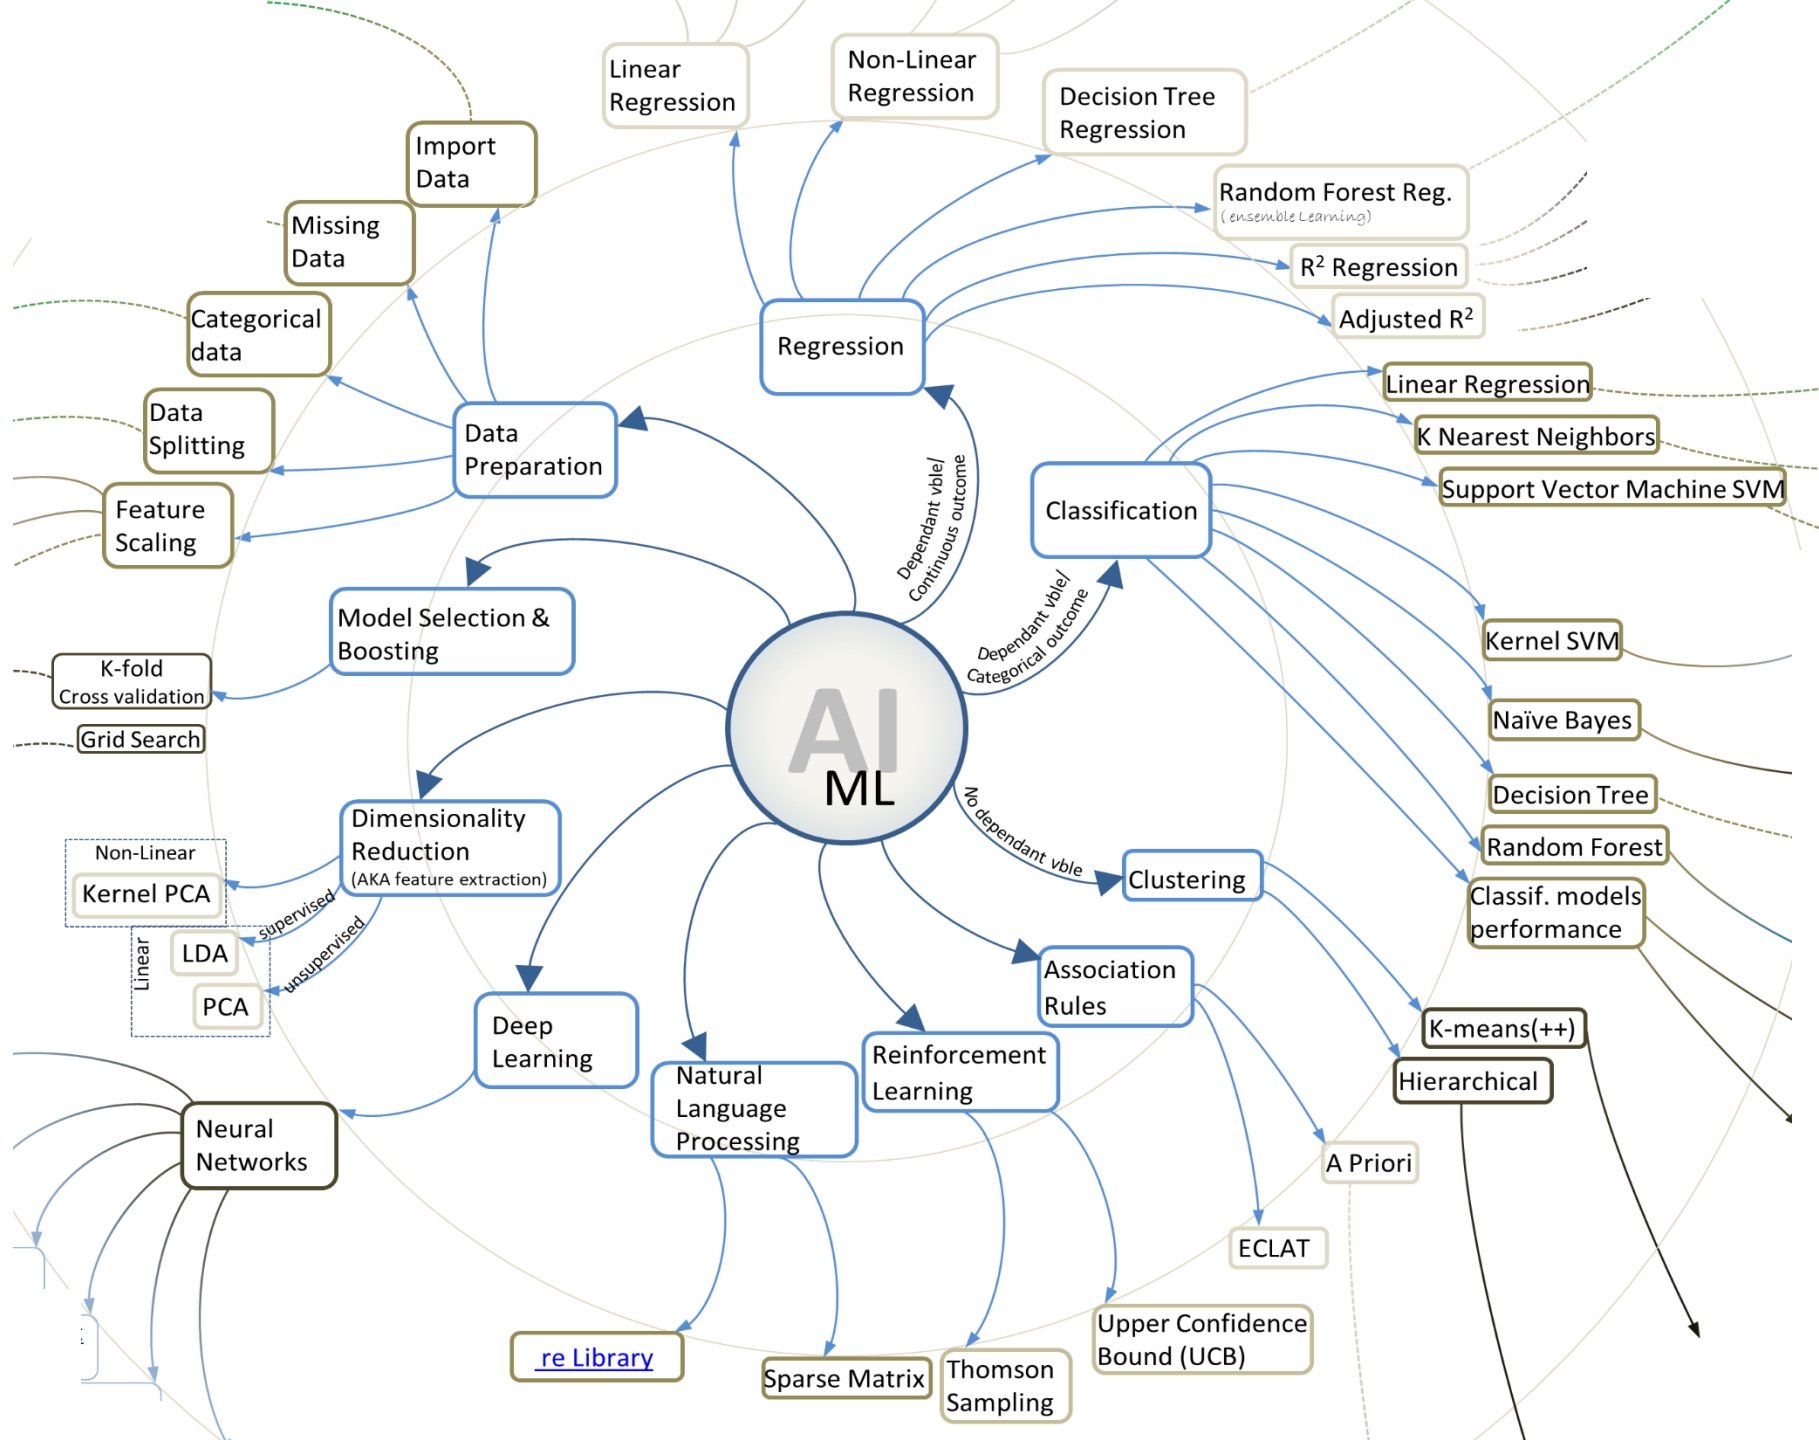 Linear
Regression
Non-Linear
Regression
Decision Tree
Regression
Random Forest Reg.
( ensemble Learning)
R² Regression
Adjusted R²
Import
Data
Missing
Data
Categorical
data
Data
Splitting
Feature
Scaling
Data
Preparation
Regression
Classification
Linear Regression
K Nearest Neighbors
Support Vector Machine SVM
Kernel SVM
Naïve Bayes
Decision Tree
Random Forest
Classif. models
performance
Dependant vble/
Continuous outcome
Dependant vble/
Categorical outcome
Model Selection &
Boosting
K-fold
Cross validation
Grid Search
AI
ML
No dependant vble
Clustering
K-means(++)
Hierarchical
Dimensionality
Reduction
(AKA feature extraction)
Non-Linear
Kernel PCA
supervised
unsupervised
Linear
LDA
PCA
Association
Rules
A Priori
ECLAT
Deep
Learning
Neural
Networks
Natural
Language
Processing
Reinforcement
Learning
re Library
Sparse Matrix
Thomson
Sampling
Upper Confidence
Bound (UCB)